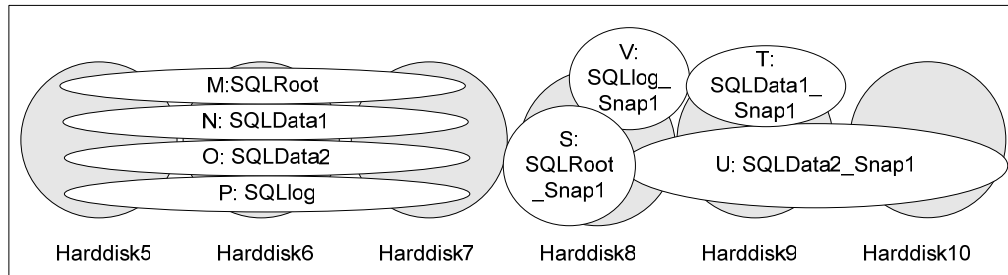 M:SQLRoot
N: SQLData1
O: SQLData2
P: SQLlog
V:
SQLlog_
Snap1
T:
SQLData1_
Snap1
S:
SQLRoot
_Snap1
U: SQLData2_Snap1
Harddisk5
Harddisk6
Harddisk7
Harddisk8
Harddisk9
Harddisk10